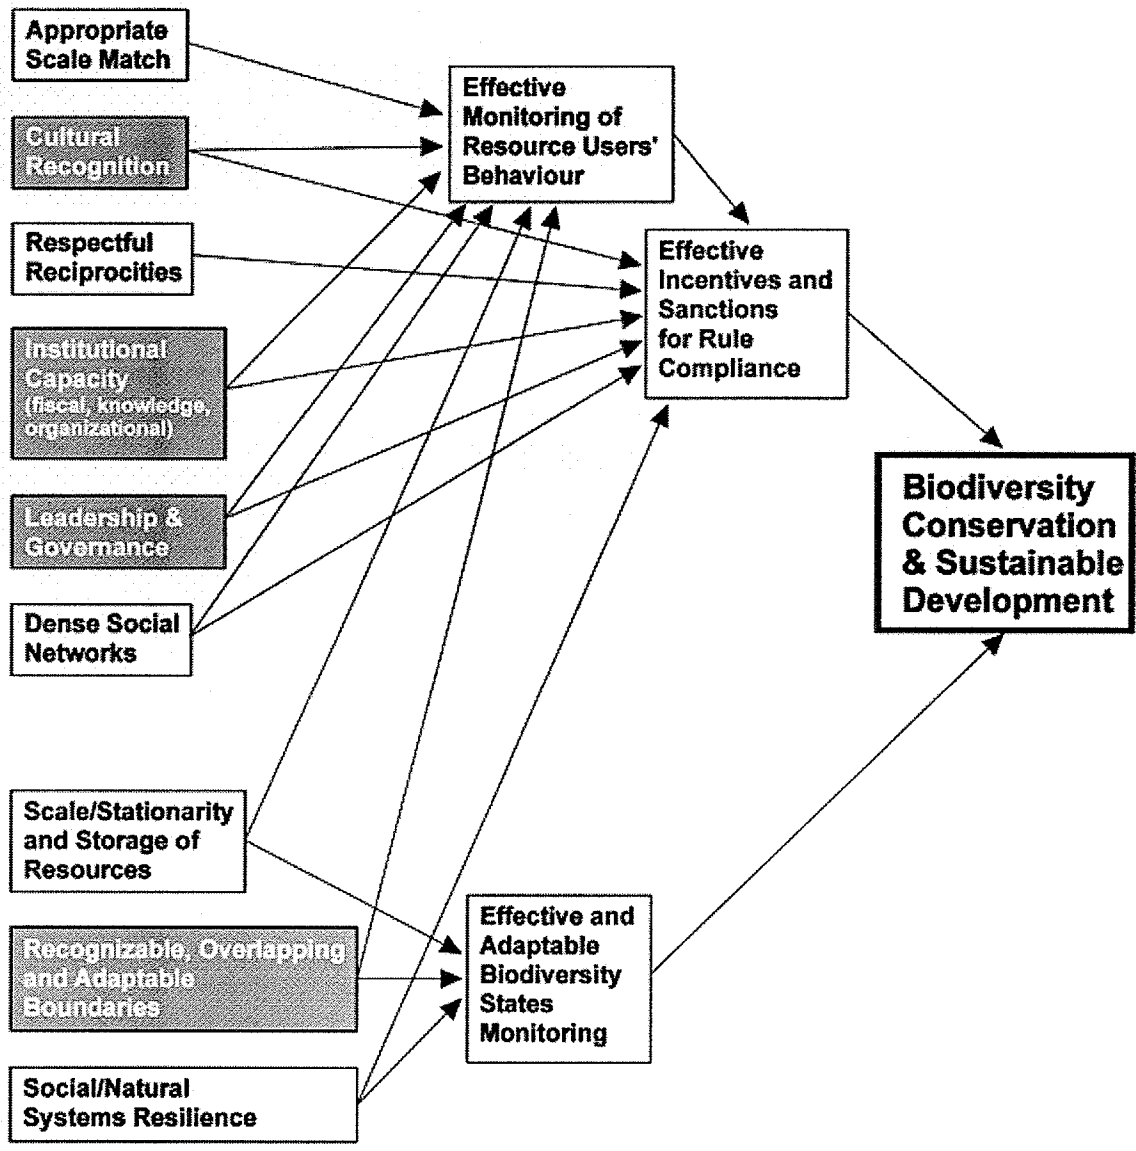 Appropriate
Scale Match
Cultural
Recognition
Respectful
Reciprocities
Institutional
Capacity
(fiscal, knowledge,
organizational)
Leadership &
Governance
Dense Social
Networks
Scale/Stationarity
and Storage of
Resources
Recognizable, Overlapping
and Adaptable
Boundaries
Social/Natural
Systems Resilience
Effective
Monitoring of
Resource Users'
Behaviour
Effective
Incentives and
Sanctions
for Rule
Compliance
Effective and
Adaptable
Biodiversity
States
Monitoring
Biodiversity
Conservation
& Sustainable
Development